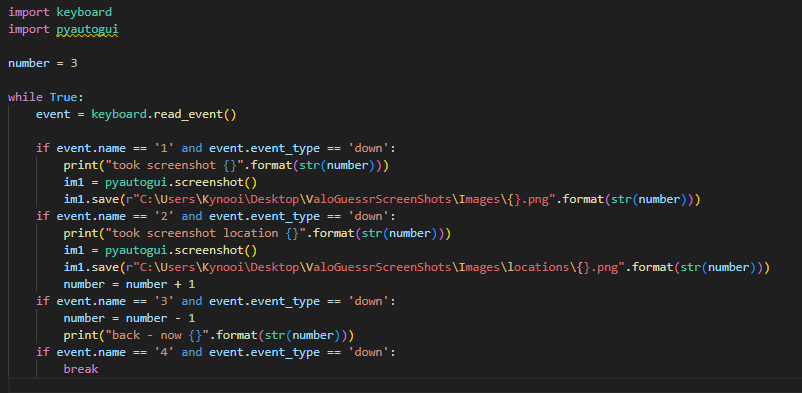 import keyboard
import pyautogui

number = 3

while True:
    event = keyboard.read_event()

    if event.name == '1' and event.event_type == 'down':
        print("took screenshot {}".format(str(number)))
        im1 = pyautogui.screenshot()
        im1.save(r"C:\Users\Kynooi\Desktop\ValoGuessrScreenShots\Images\{}.png".format(str(number)))
    if event.name == '2' and event.event_type == 'down':
        print("took screenshot location {}".format(str(number)))
        im1 = pyautogui.screenshot()
        im1.save(r"C:\Users\Kynooi\Desktop\ValoGuessrScreenShots\Images\locations\{}.png".format(str(number)))
        number = number + 1
    if event.name == '3' and event.event_type == 'down':
        number = number - 1
        print("back - now {}".format(str(number)))
    if event.name == '4' and event.event_type == 'down':
        break